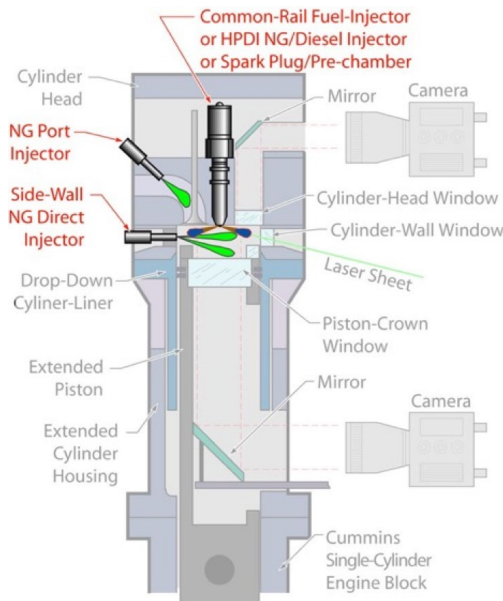 Common-Rail Fuel-Injector
or HPDI NG/Diesel Injector
or Spark Plug/Pre-chamber
Cylinder
Head
Mirror
Camera
NG Port
Injector
Side-Wall
NG Direct
Injector
Cylinder-Head Window
Cylinder-Wall Window
Laser Sheet
Drop-Down
Cyliner-Liner
Piston-Crown
Window
Extended
Piston
Mirror
Camera
Extended
Cylinder
Housing
Cummins
Single-Cylinder
Engine Block